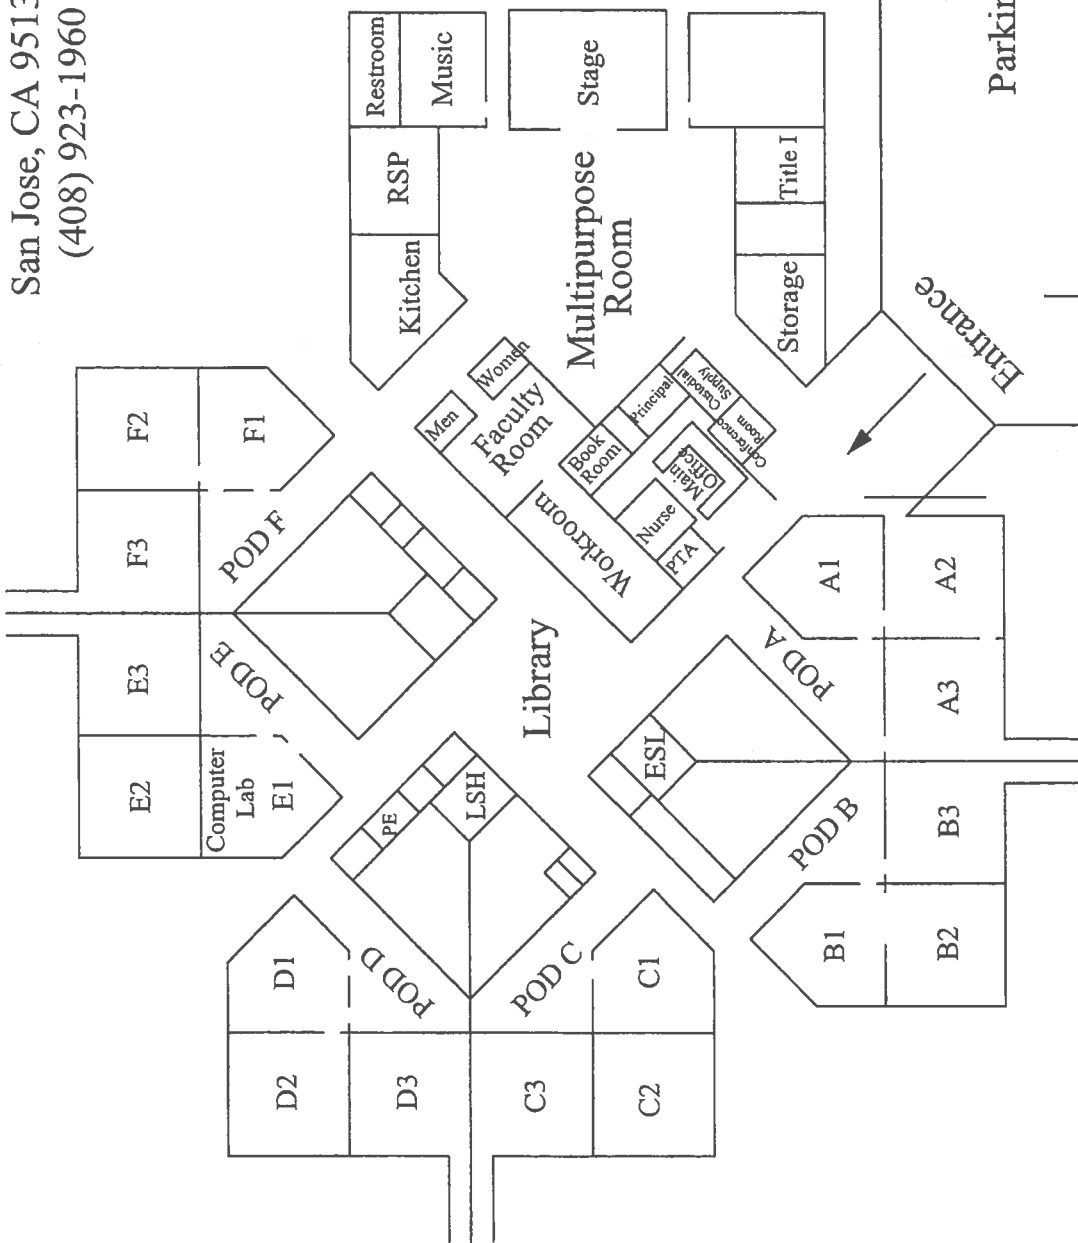 San Jose, CA 9513
(408) 923-1960
Restroom
Music
Stage
Parkin
RSP
Kitchen
Multipurpose
Room
Title I
Storage
Entrance
Women
Men
Faculty
Room
Book
Room
Principal
Custodial
Supply
Conference
Room
Main
Office
Nurse
PTA
Workroom
Library
F2
F1
F3
POD F
E3
POD E
E2
Computer
Lab
E1
PE
LSH
ESL
POD A
A1
A2
A3
POD B
B3
B1
B2
D1
POD D
D2
D3
POD C
C1
C3
C2